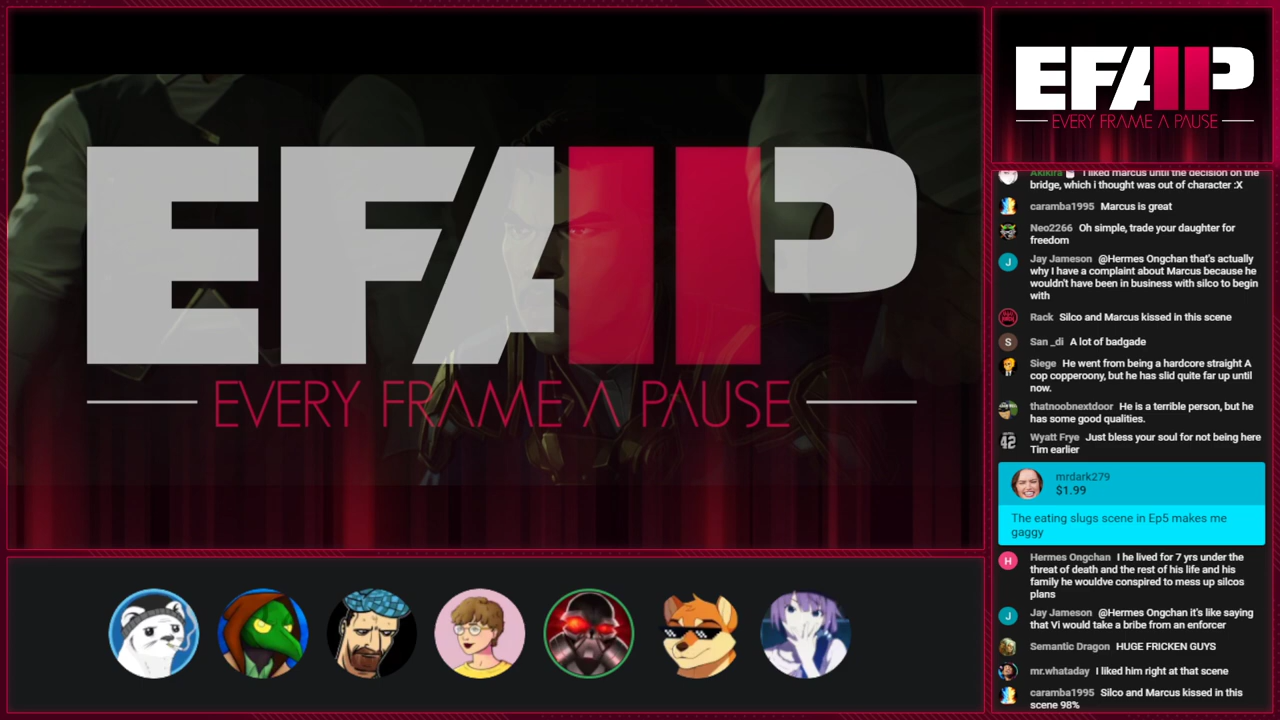 EFAP
EVERY FRAME A PAUSE
EFAP
EVERY FRAME A PAUSE
Akikira I liked marcus until the decision on the
bridge, which i thought was out of character :X
caramba1995 Marcus is great
Neo2266 Oh simple, trade your daughter for
freedom
J
Jay Jameson @Hermes Ongchan that's actually
why I have a complaint about Marcus because he
wouldn't have been in business with silco to begin
with
Rack Silco and Marcus kissed in this scene
S
San _di A lot of badgade
Siege He went from being a hardcore straight A
cop copperoony, but he has slid quite far up until
now.
thatnoobnextdoor He is a terrible person, but he
has some good qualities.
42
Wyatt Frye Just bless your soul for not being here
Tim earlier
mrdark279
$1.99
The eating slugs scene in Ep5 makes me
gaggy
H
Hermes Ongchan I he lived for 7 yrs under the
threat of death and the rest of his life and his
family he wouldve conspired to mess up silcos
plans
J
Jay Jameson @Hermes Ongchan it's like saying
that Vi would take a bribe from an enforcer
Semantic Dragon HUGE FRICKEN GUYS
mr.whataday I liked him right at that scene
caramba1995 Silco and Marcus kissed in this
scene 98%